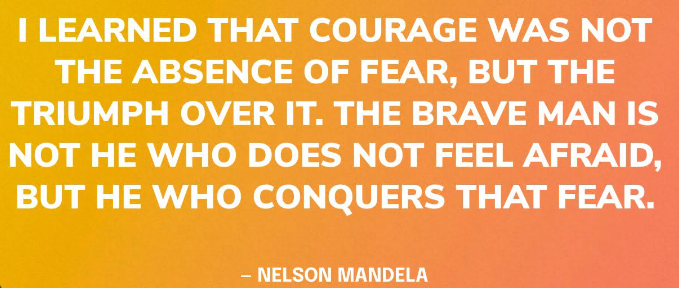 I LEARNED THAT COURAGE WAS NOT
THE ABSENCE OF FEAR, BUT THE
TRIUMPH OVER IT. THE BRAVE MAN IS
NOT HE WHO DOES NOT FEEL AFRAID,
BUT HE WHO CONQUERS THAT FEAR.
– NELSON MANDELA